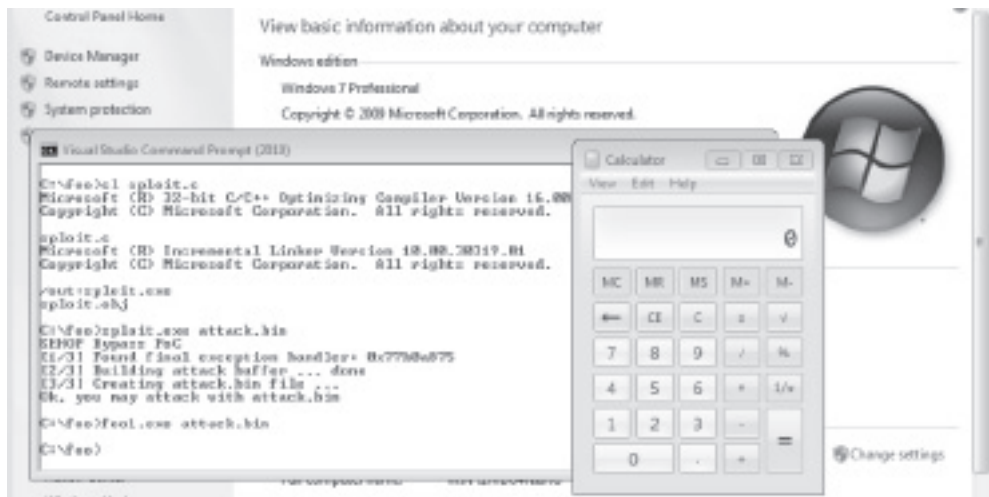 Control Panel Home
View basic information about your computer
Device Manager
Windows edition
Remote settings
Windows 7 Professional
System protection
Copyright © 2009 Microsoft Corporation. All rights reserved.
Visual Studio Command Prompt (2010)
C:\foo>cl sploit.c
Microsoft (R) 32-bit C/C++ Optimizing Compiler Version 16.00
Copyright (C) Microsoft Corporation. All rights reserved.
sploit.c
Microsoft (R) Incremental Linker Version 10.00.30319.01
Copyright (C) Microsoft Corporation. All rights reserved.
/out:sploit.exe
sploit.obj
C:\foo>sploit.exe attack.bin
SEHOP Bypass PoC
[1/3] Found final exception handler:
[2/3] Building attack buffer ... done
[3/3] Creating attack.bin file ...
Ok, you may attack with attack.bin
C:\foo>foo1.exe attack.bin
C:\foo>
Calculator
View Edit Help
0
MC MR MS M+ M-
← CE C ± √
7 8 9 / %
4 5 6 * 1/x
1 2 3 - =
0 . +
Change settings
Full computer name: